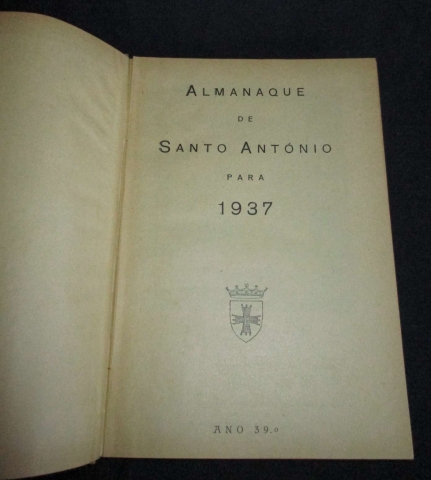 ALMANAQUE
DE
SANTO ANTÓNIO
PARA
1937
ANO 39.º